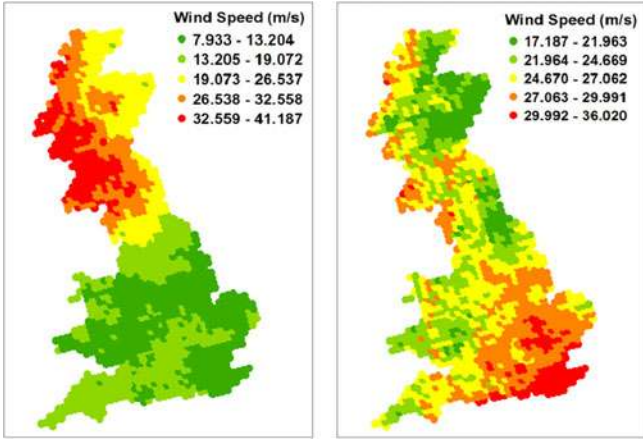 Wind Speed (m/s)
7.933 - 13.204
13.205 - 19.072
19.073 - 26.537
26.538 - 32.558
32.559 - 41.187
Wind Speed (m/s)
17.187 - 21.963
21.964 - 24.669
24.670 - 27.062
27.063 - 29.991
29.992 - 36.020